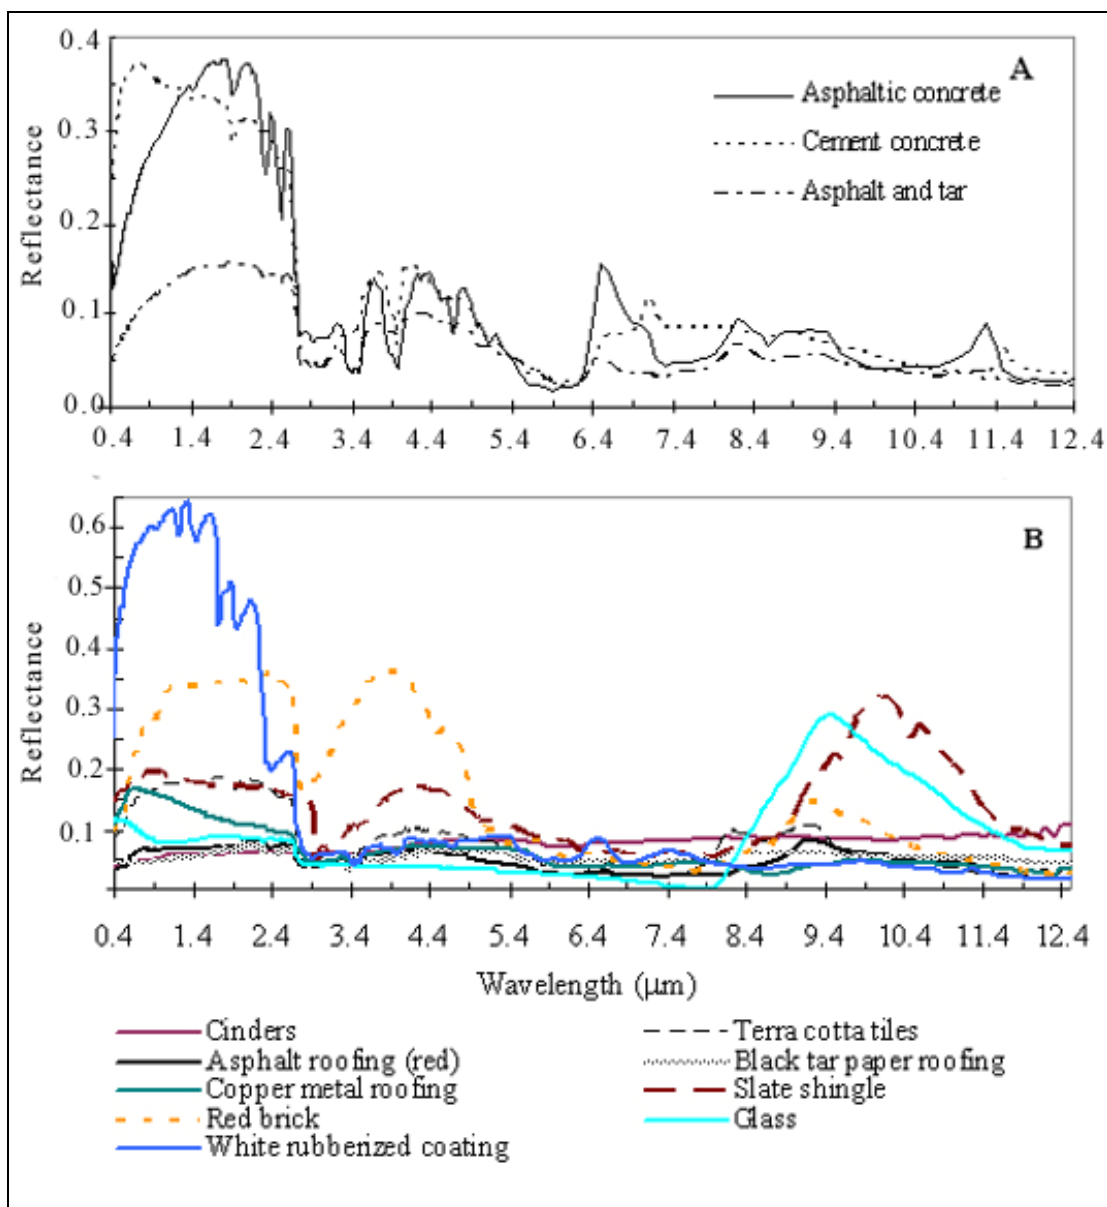 0.4
A
Asphaltic concrete
0.3
Cement concrete
Reflectance
0.2
Asphalt and tar
0.1
0.0
0.4 1.4 2.4 3.4 4.4 5.4 6.4 7.4 8.4 9.4 10.4 11.4 12.4
0.6
B
0.5
0.4
Reflectance
0.3
0.2
0.1
0.4 1.4 2.4 3.4 4.4 5.4 6.4 7.4 8.4 9.4 10.4 11.4 12.4
Wavelength (μm)
Cinders
Asphalt roofing (red)
Copper metal roofing
Red brick
White rubberized coating
Terra cotta tiles
Black tar paper roofing
Slate shingle
Glass